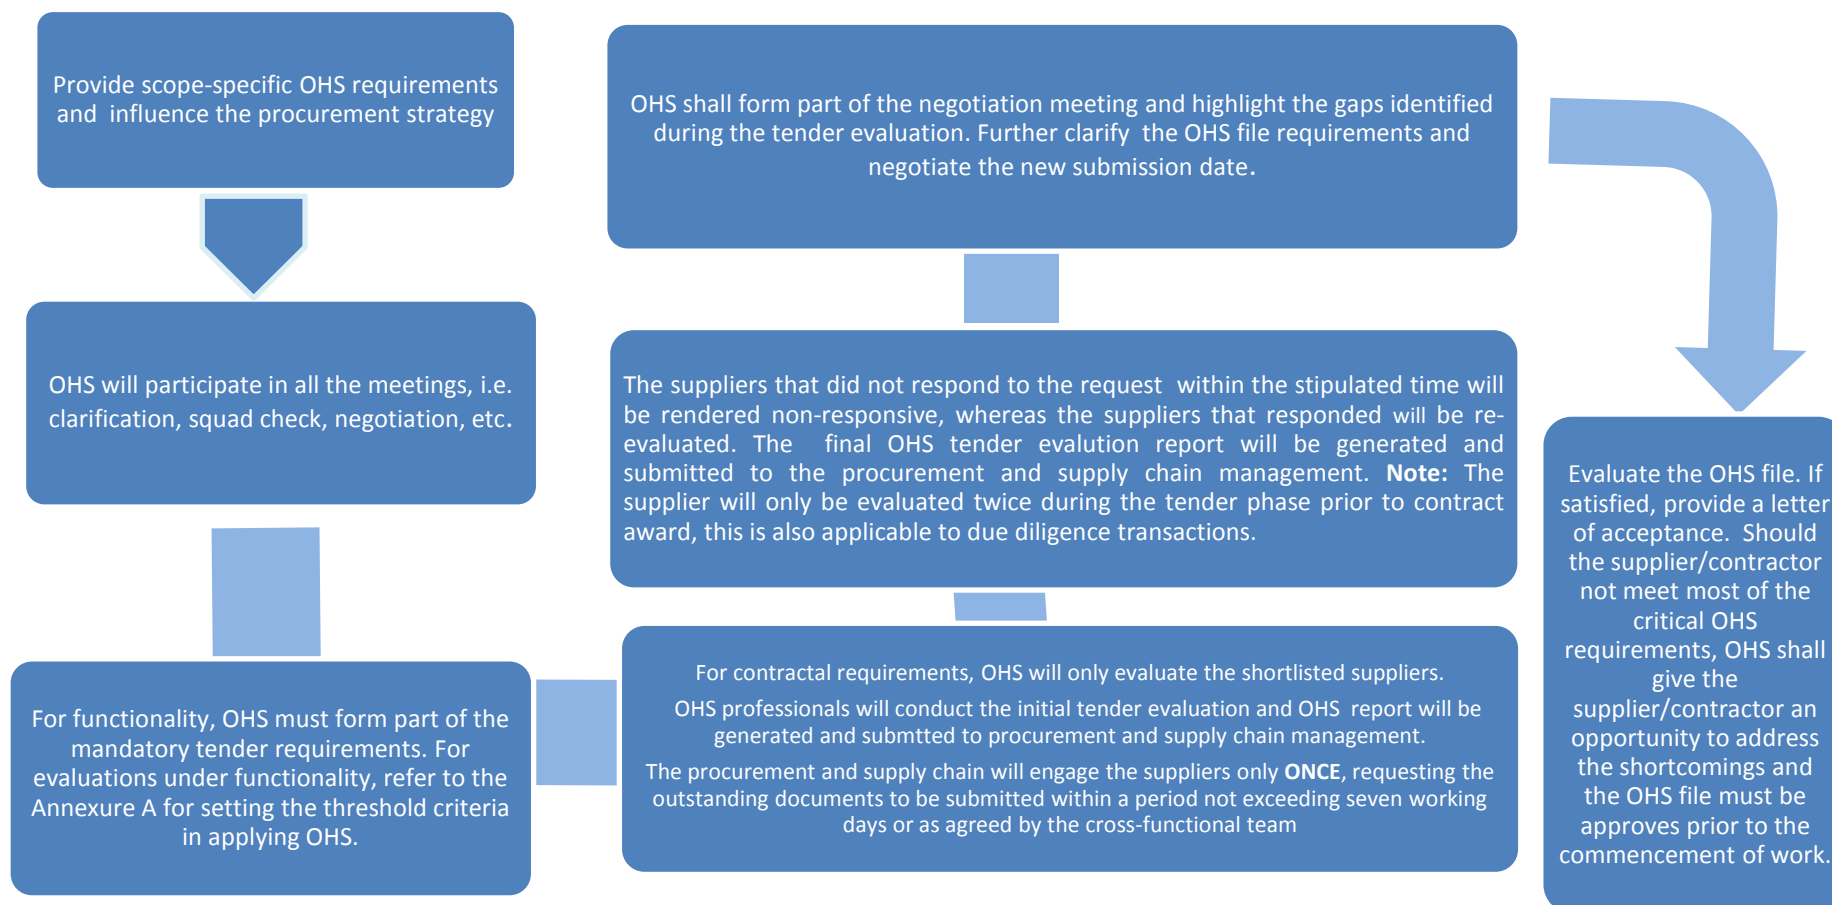 Provide scope-specific OHS requirements
and influence the procurement strategy
OHS will participate in all the meetings, i.e.
clarification, squad check, negotiation, etc.
For functionality, OHS must form part of the
mandatory tender requirements. For
evaluations under functionality, refer to the
Annexure A for setting the threshold criteria
in applying OHS.
For contractal requirements, OHS will only evaluate the shortlisted suppliers.
OHS professionals will conduct the initial tender evaluation and OHS report will be
generated and submtted to procurement and supply chain management.
The procurement and supply chain will engage the suppliers only ONCE, requesting the
outstanding documents to be submitted within a period not exceeding seven working
days or as agreed by the cross-functional team
The suppliers that did not respond to the request within the stipulated time will
be rendered non-responsive, whereas the suppliers that responded will be re-
evaluated. The final OHS tender evalution report will be generated and
submitted to the procurement and supply chain management. Note: The
supplier will only be evaluated twice during the tender phase prior to contract
award, this is also applicable to due diligence transactions.
OHS shall form part of the negotiation meeting and highlight the gaps identified
during the tender evaluation. Further clarify the OHS file requirements and
negotiate the new submission date.
Evaluate the OHS file. If
satisfied, provide a letter
of acceptance. Should
the supplier/contractor
not meet most of the
critical OHS
requirements, OHS shall
give the
supplier/contractor an
opportunity to address
the shortcomings and
the OHS file must be
approves prior to the
commencement of work.